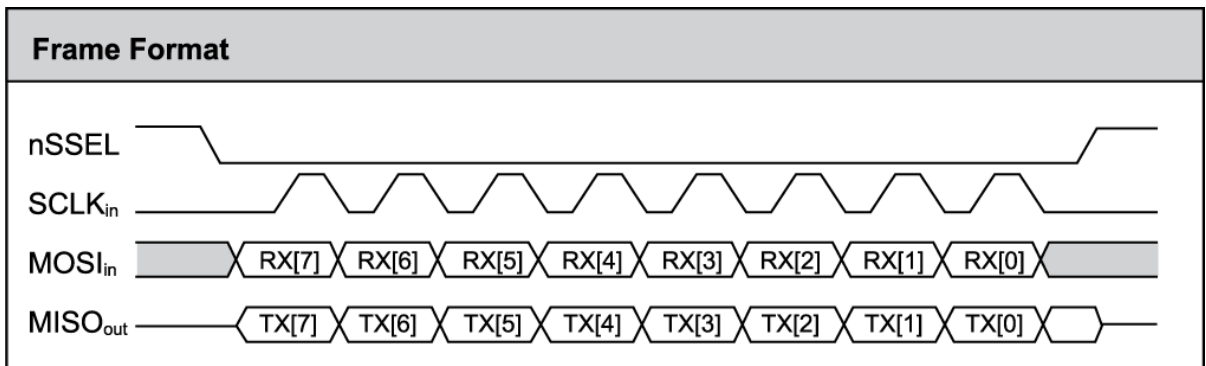 Frame Format
nSSEL
SCLKin
MOSIin RX[7] RX[6] RX[5] RX[4] RX[3] RX[2] RX[1] RX[0]
MISOout TX[7] TX[6] TX[5] TX[4] TX[3] TX[2] TX[1] TX[0]